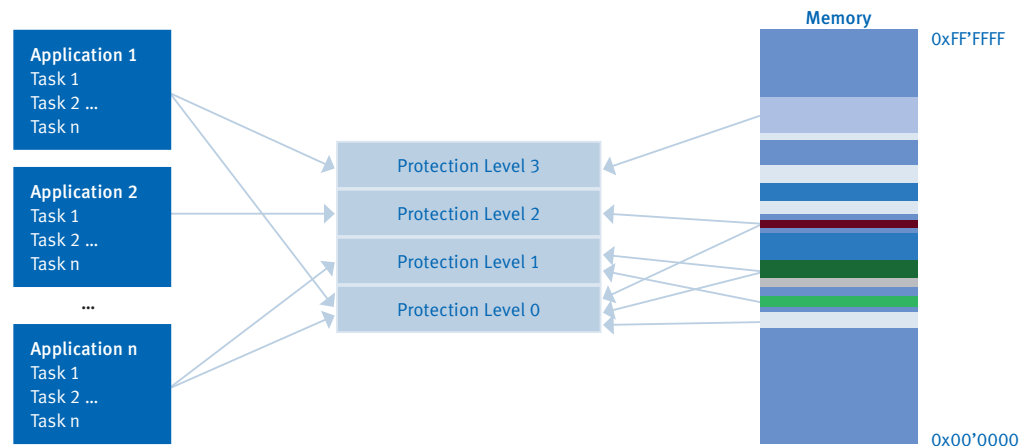 Application 1
Task 1
Task 2 ...
Task n
Application 2
Task 1
Task 2 ...
Task n
...
Application n
Task 1
Task 2 ...
Task n
Protection Level 3
Protection Level 2
Protection Level 1
Protection Level 0
Memory
0xFF’FFFF
0x00’0000